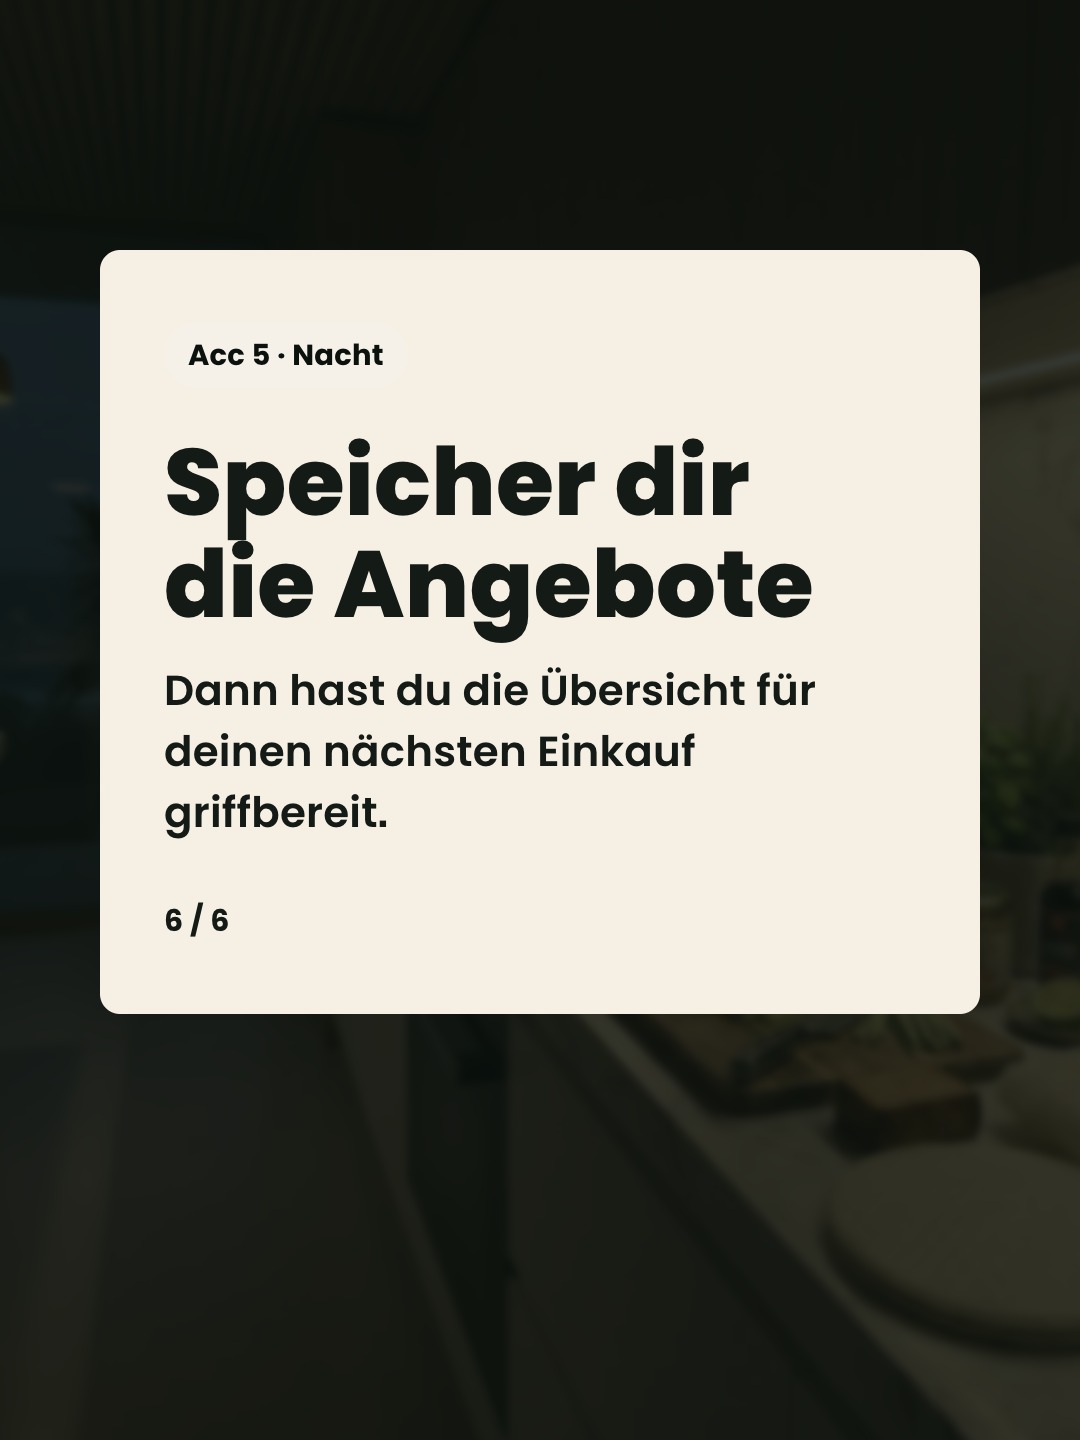 Acc 5 · Nacht
Speicher dir
die Angebote
Dann hast du die Übersicht für
deinen nächsten Einkauf
griffbereit.
6 / 6